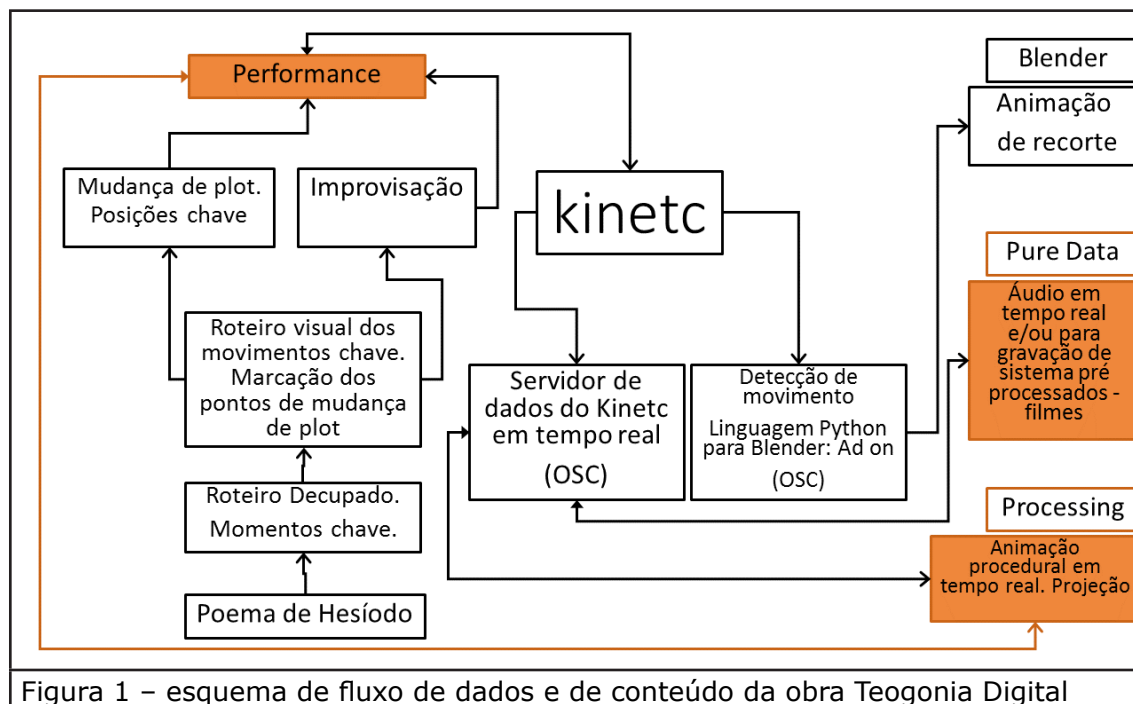 Performance
Blender
Animação
de recorte
Mudança de plot.
Posições chave
Improvisação
kinetc
Pure Data
Áudio em
tempo real
e/ou para
gravação de
sistema pré
processados -
filmes
Roteiro visual dos
movimentos chave.
Marcação dos
pontos de mudança
de plot
Servidor de
dados do Kinetc
em tempo real
(OSC)
Detecção de
movimento
Linguagem Python
para Blender: Ad on
(OSC)
Roteiro Decupado.
Momentos chave.
Processing
Animação
procedural em
tempo real. Projeção
Poema de Hesíodo
Figura 1 – esquema de fluxo de dados e de conteúdo da obra Teogonia Digital